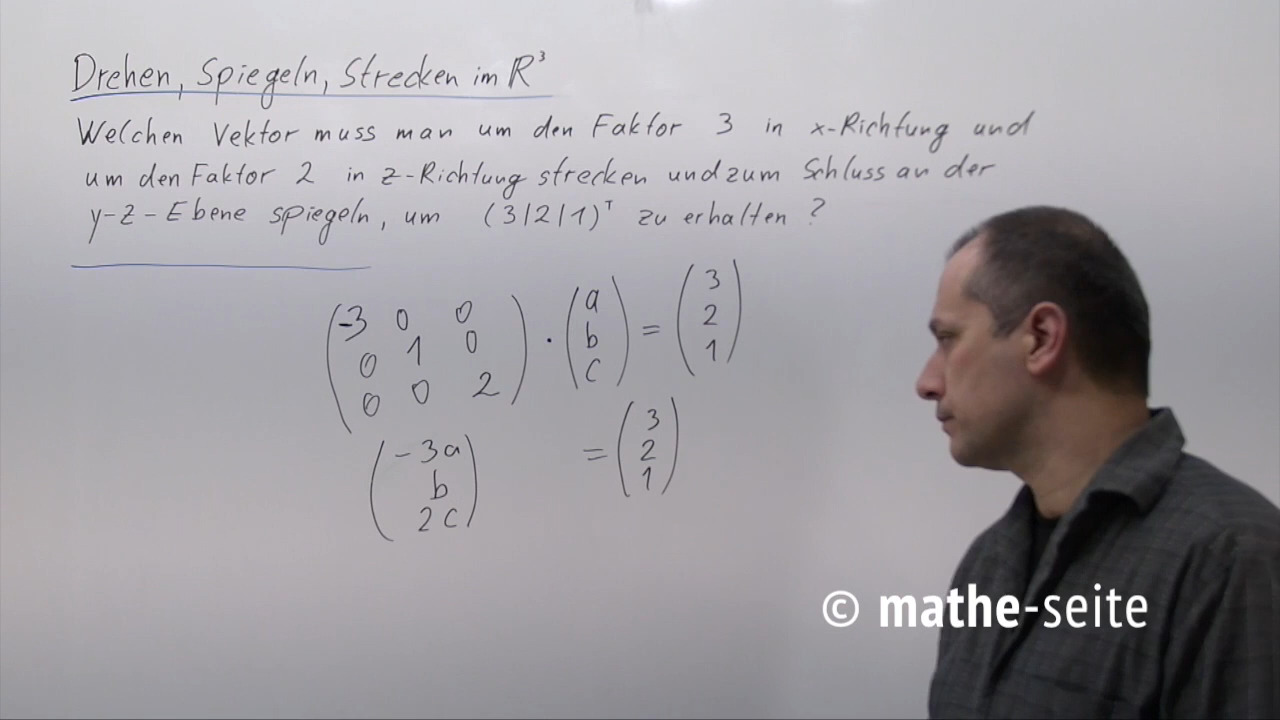 Drehen, Spiegeln, Strecken im R³
Welchen Vektor muss man um den Faktor 3 in x-Richtung und
um den Faktor 2 in z-Richtung strecken und zum Schluss an der
y-z-Ebene spiegeln, um (3/2/1)ᵀ zu erhalten?
-3 0 0 a 3
0 1 0 · b = 2
0 0 2 c 1
-3a 3
b = 2
2c 1
© mathe-seite